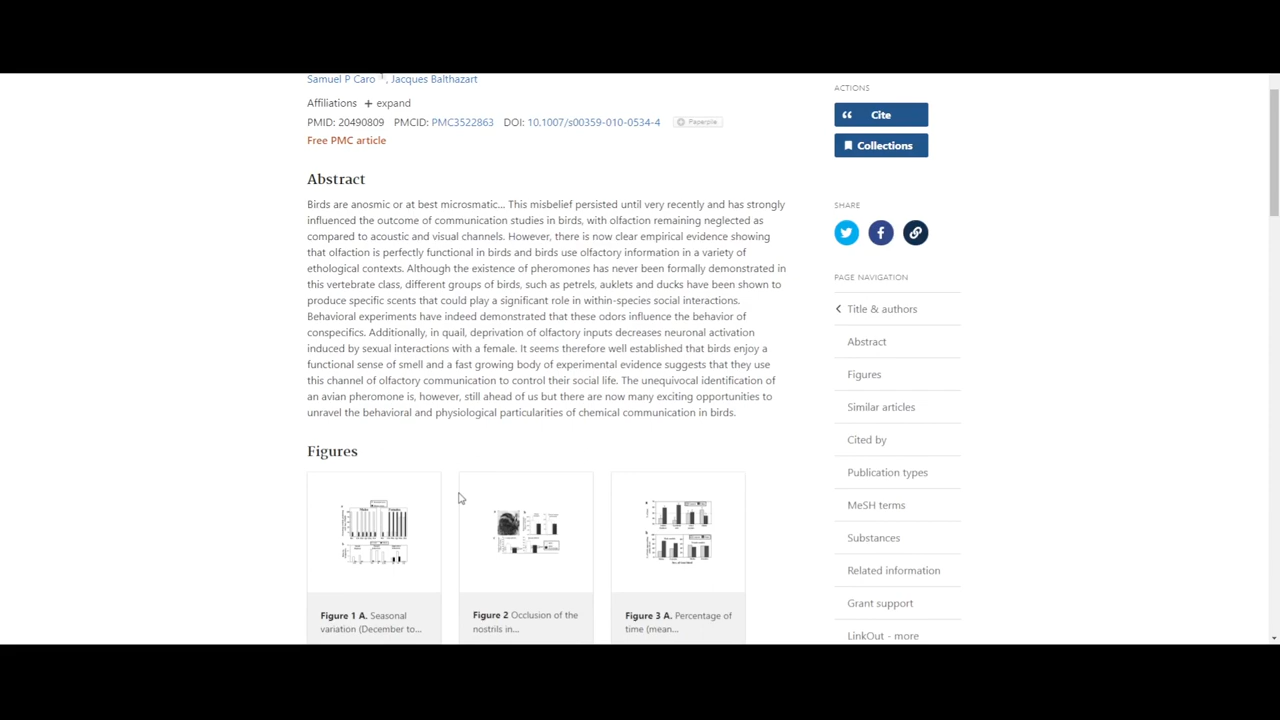 Samuel P Caro 1, Jacques Balthazart
Affiliations + expand
PMID: 20490809 PMCID: PMC3522863 DOI: 10.1007/s00359-010-0534-4 Paperpile
Free PMC article
Abstract
Birds are anosmic or at best microsmatic... This misbelief persisted until very recently and has strongly
influenced the outcome of communication studies in birds, with olfaction remaining neglected as
compared to acoustic and visual channels. However, there is now clear empirical evidence showing
that olfaction is perfectly functional in birds and birds use olfactory information in a variety of
ethological contexts. Although the existence of pheromones has never been formally demonstrated in
this vertebrate class, different groups of birds, such as petrels, auklets and ducks have been shown to
produce specific scents that could play a significant role in within-species social interactions.
Behavioral experiments have indeed demonstrated that these odors influence the behavior of
conspecifics. Additionally, in quail, deprivation of olfactory inputs decreases neuronal activation
induced by sexual interactions with a female. It seems therefore well established that birds enjoy a
functional sense of smell and a fast growing body of experimental evidence suggests that they use
this channel of olfactory communication to control their social life. The unequivocal identification of
an avian pheromone is, however, still ahead of us but there are now many exciting opportunities to
unravel the behavioral and physiological particularities of chemical communication in birds.
Figures
Figure 1 A. Seasonal
variation (December to...
Figure 2 Occlusion of the
nostrils in...
Figure 3 A. Percentage of
time (mean...
ACTIONS
Cite
Collections
SHARE
PAGE NAVIGATION
Title & authors
Abstract
Figures
Similar articles
Cited by
Publication types
MeSH terms
Substances
Related information
Grant support
LinkOut - more